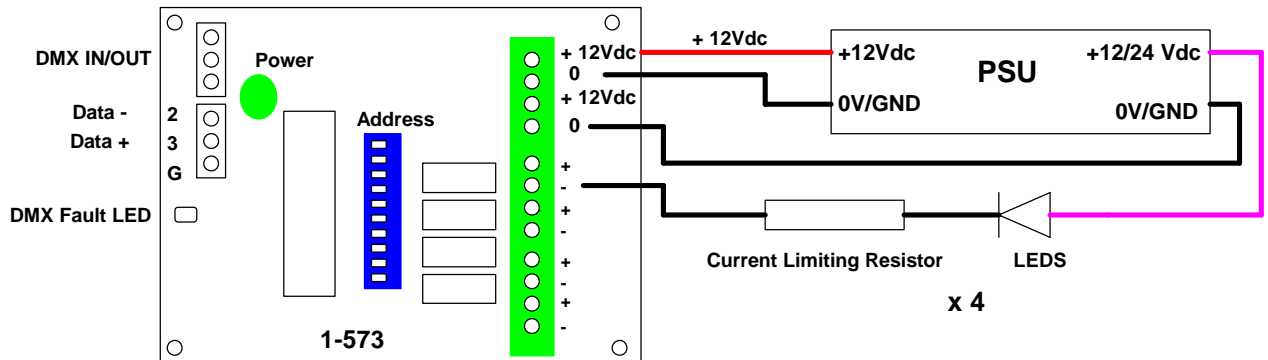 DMX IN/OUT
Data -
Data +
2
3
G
DMX Fault LED
Power
Address
1-573
+ 12Vdc
0
+ 12Vdc
0
+
-
+
-
+
-
+
-
+ 12Vdc
+12Vdc
PSU
+12/24 Vdc
0V/GND
0V/GND
Current Limiting Resistor
LEDS
x 4